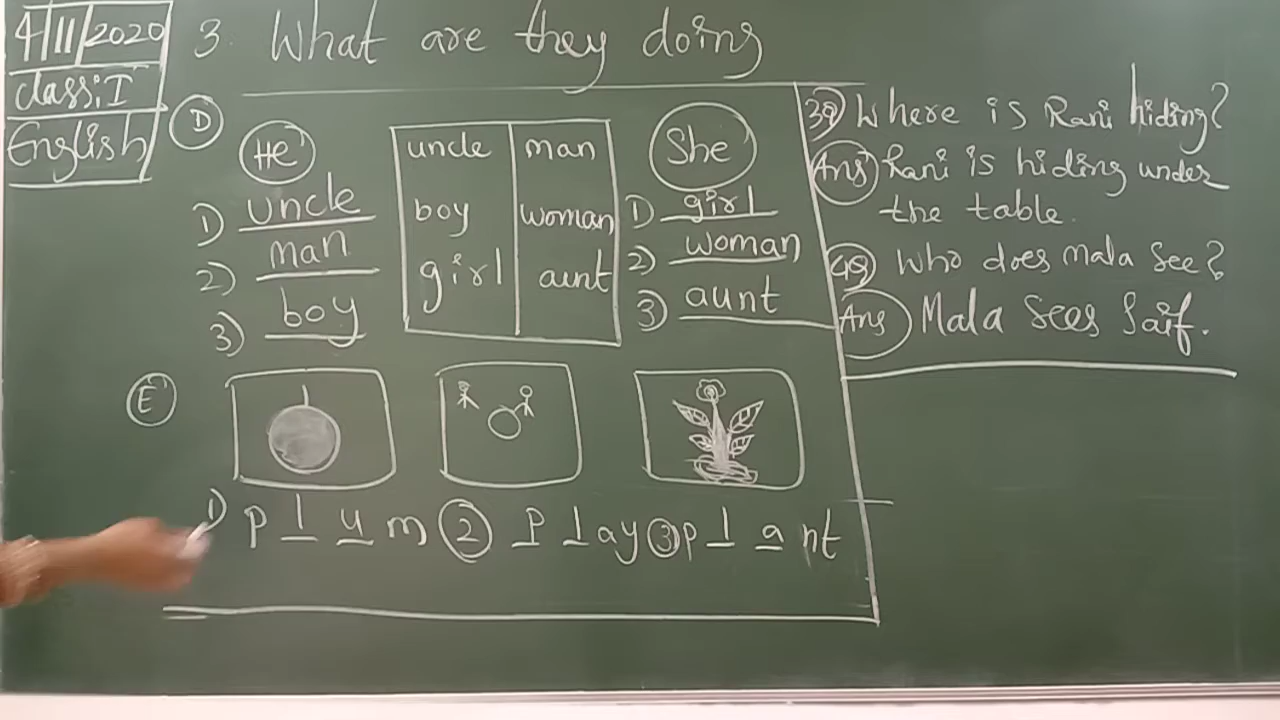 4/11/2020
Class: I
English
3. What are they doing
D
He
1) uncle
2) man
3) boy
uncle man
boy woman
girl aunt
She
1) girl
2) woman
3) aunt
E
1) p l u m 2 p l ay 3 p l a nt
3Q Where is Rani hiding?
Ans Rani is hiding under
the table.
4Q Who does Mala see?
Ans Mala sees Saif.